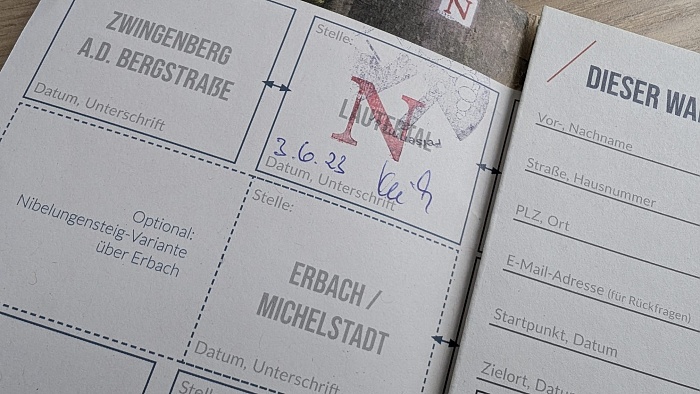 N
ZWINGENBERG
A.D. BERGSTRAßE
Datum, Unterschrift
Stelle:
LAUTERTAL-
N
3.6.23
Datum, Unterschrift
Optional:
Nibelungensteig-Variante
über Erbach
Stelle:
ERBACH /
MICHELSTADT
Datum, Unterschrift
Stelle:
DIESER WA
Vor-, Nachname
Straße, Hausnummer
PLZ, Ort
E-Mail-Adresse (für Rückfragen)
Startpunkt, Datum
Zielort, Datu